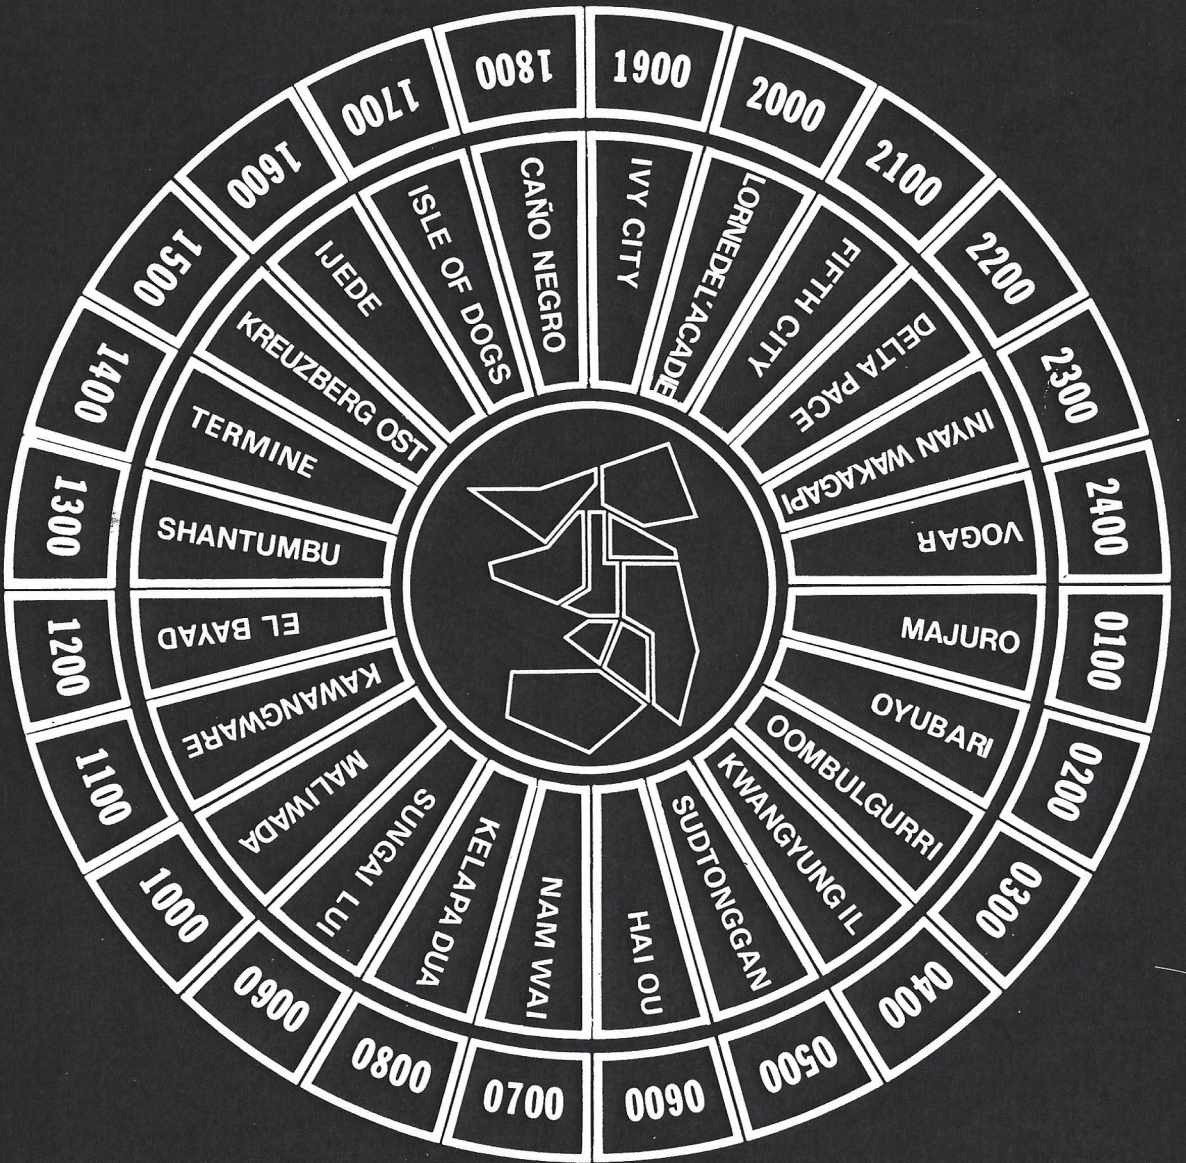 1900
IVY CITY
2000
LORNEDEL'ACADIE
2100
FIFTH CITY
2200
DELTA PACE
2300
INYAN WAKAGAPI
2400
VOGAR
0100
MAJURO
0200
OYUBARI
0300
OOMBULGURRI
0400
KWANGYUNG IL
0500
SUDTONGGAN
0600
HAI OU
0700
NAM WAI
0800
KELAPA DUA
0900
SUNGAI LUI
1000
MALIWADA
1100
KAWANGWARE
1200
EL BAYAD
1300
SHANTUMBU
1400
TERMINE
1500
KREUZBERG OST
1600
IJEDE
1700
ISLE OF DOGS
1800
CAÑO NEGRO